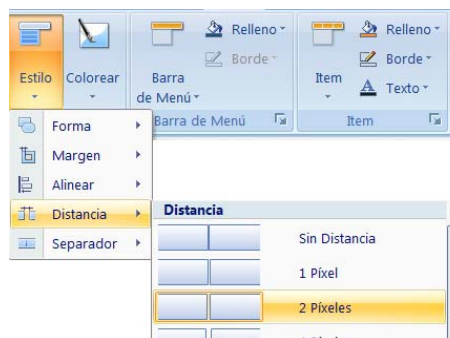 Relleno
Borde
Relleno
Borde
Texto
Estilo
Colorear
Barra
de Menú
Item
Barra de Menú
Item
Forma
Margen
Alinear
Distancia
Separador
Distancia
Sin Distancia
1 Píxel
2 Píxeles